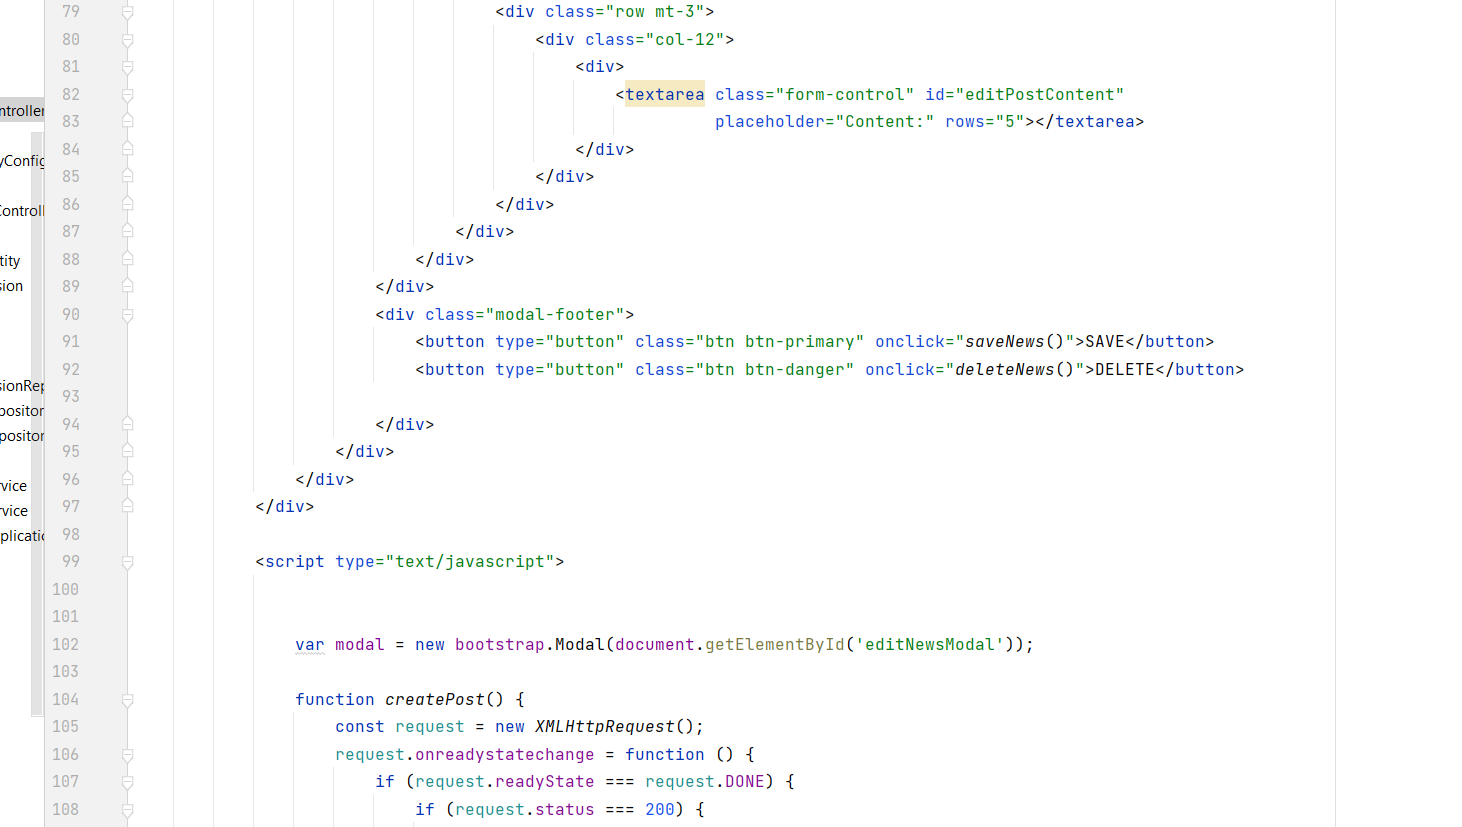 79 <div class="row mt-3">
80 <div class="col-12">
81 <div>
82 <textarea class="form-control" id="editPostContent"
83 placeholder="Content:" rows="5"></textarea>
84 </div>
85 </div>
86 </div>
87 </div>
88 </div>
89 </div>
90 <div class="modal-footer">
91 <button type="button" class="btn btn-primary" onclick="saveNews()">SAVE</button>
92 <button type="button" class="btn btn-danger" onclick="deleteNews()">DELETE</button>
93
94 </div>
95 </div>
96 </div>
97 </div>
98
99 <script type="text/javascript">
100
101
102 var modal = new bootstrap.Modal(document.getElementById('editNewsModal'));
103
104 function createPost() {
105 const request = new XMLHttpRequest();
106 request.onreadystatechange = function () {
107 if (request.readyState === request.DONE) {
108 if (request.status === 200) {
ntroller
yConfig
Controll
tity
sion
sionRep
positor
positor
rvice
rvice
plicatio